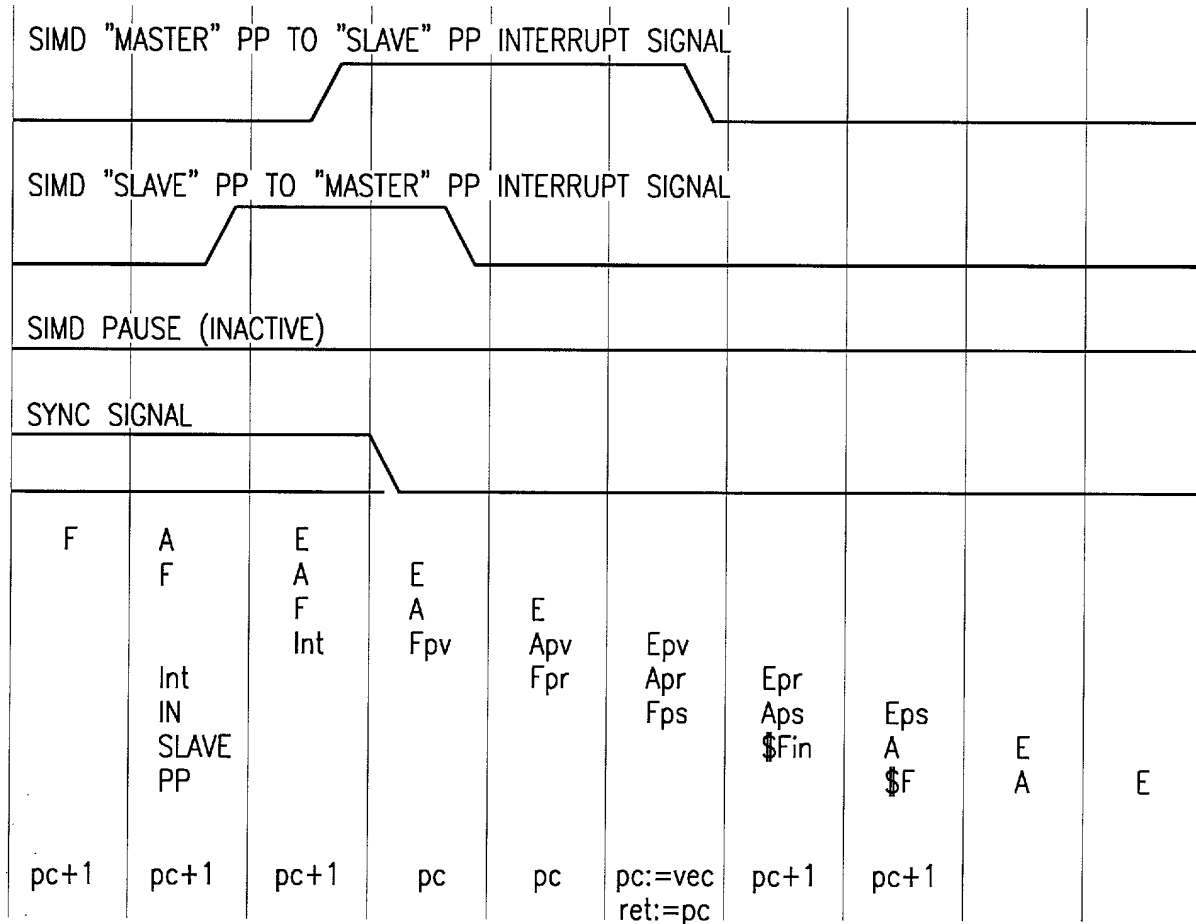 SIMD "MASTER" PP TO "SLAVE" PP INTERRUPT SIGNAL
SIMD "SLAVE" PP TO "MASTER" PP INTERRUPT SIGNAL
SIMD PAUSE (INACTIVE)
SYNC SIGNAL
F A E
F A E
F A E
Int Fpv Apv Epv
Int Fpr Apr Epr
IN Fps Aps Eps
SLAVE $Fin A E
PP $F A E
pc+1 pc+1 pc+1 pc pc pc:=vec pc+1 pc+1
ret:=pc